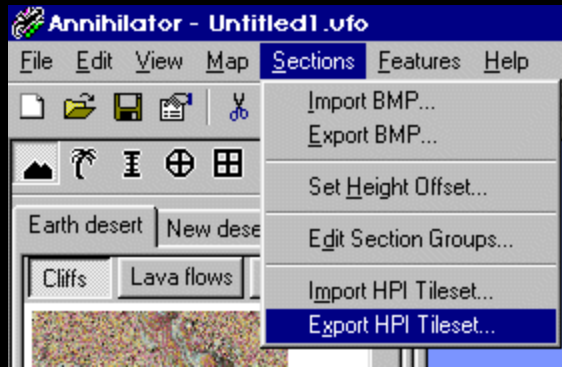 Annihilator - Untitled1.ufo
File Edit View Map Sections Features Help
Import BMP...
Export BMP...
Set Height Offset...
Edit Section Groups...
Import HPI Tileset...
Export HPI Tileset...
Earth desert New dese
Cliffs Lava flows